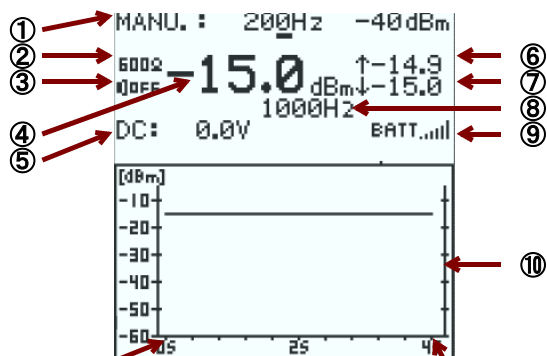 ① MANU. : 200Hz -40dBm
② 600Ω ↑-14.9 ⑥
③ OFF -15.0 dBm ↓-15.0 ⑦
④ 1000Hz ⑧
⑤ DC: 0.0V BATT. ⑨
[dBm]
-10
-20
-30 ⑩
-40
-50
-60
0s 2s 4